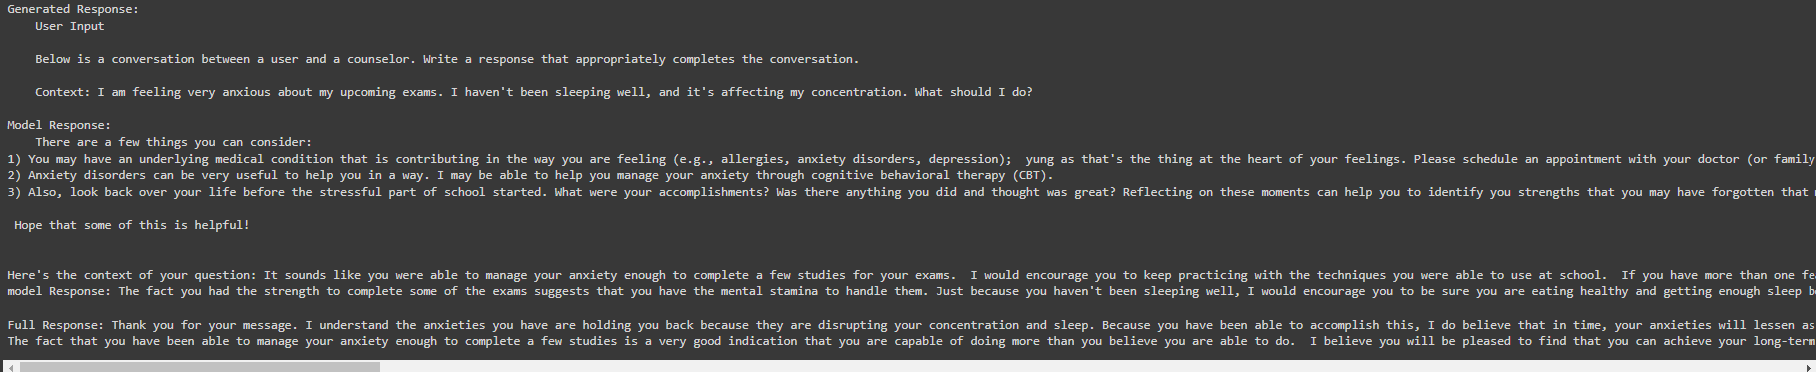 Generated Response:
User Input
Below is a conversation between a user and a counselor. Write a response that appropriately completes the conversation.
Context: I am feeling very anxious about my upcoming exams. I haven't been sleeping well, and it's affecting my concentration. What should I do?
Model Response:
There are a few things you can consider:
1) You may have an underlying medical condition that is contributing in the way you are feeling (e.g., allergies, anxiety disorders, depression);  yung as that's the thing at the heart of your feelings. Please schedule an appointment with your doctor (or family
2) Anxiety disorders can be very useful to help you in a way. I may be able to help you manage your anxiety through cognitive behavioral therapy (CBT).
3) Also, look back over your life before the stressful part of school started. What were your accomplishments? Was there anything you did and thought was great? Reflecting on these moments can help you to identify you strengths that you may have forgotten that
Hope that some of this is helpful!
Here's the context of your question: It sounds like you were able to manage your anxiety enough to complete a few studies for your exams.  I would encourage you to keep practicing with the techniques you were able to use at school.  If you have more than one
model Response: The fact you had the strength to complete some of the exams suggests that you have the mental stamina to handle them. Just because you haven't been sleeping well, I would encourage you to be sure you are eating healthy and getting enough sleep
Full Response: Thank you for your message. I understand the anxieties you have are holding you back because they are disrupting your concentration and sleep. Because you have been able to accomplish this, I do believe that in time, your anxieties will lessen as
The fact that you have been able to manage your anxiety enough to complete a few studies is a very good indication that you are capable of doing more than you believe you are able to do.  I believe you will be pleased to find that you can achieve your long-term